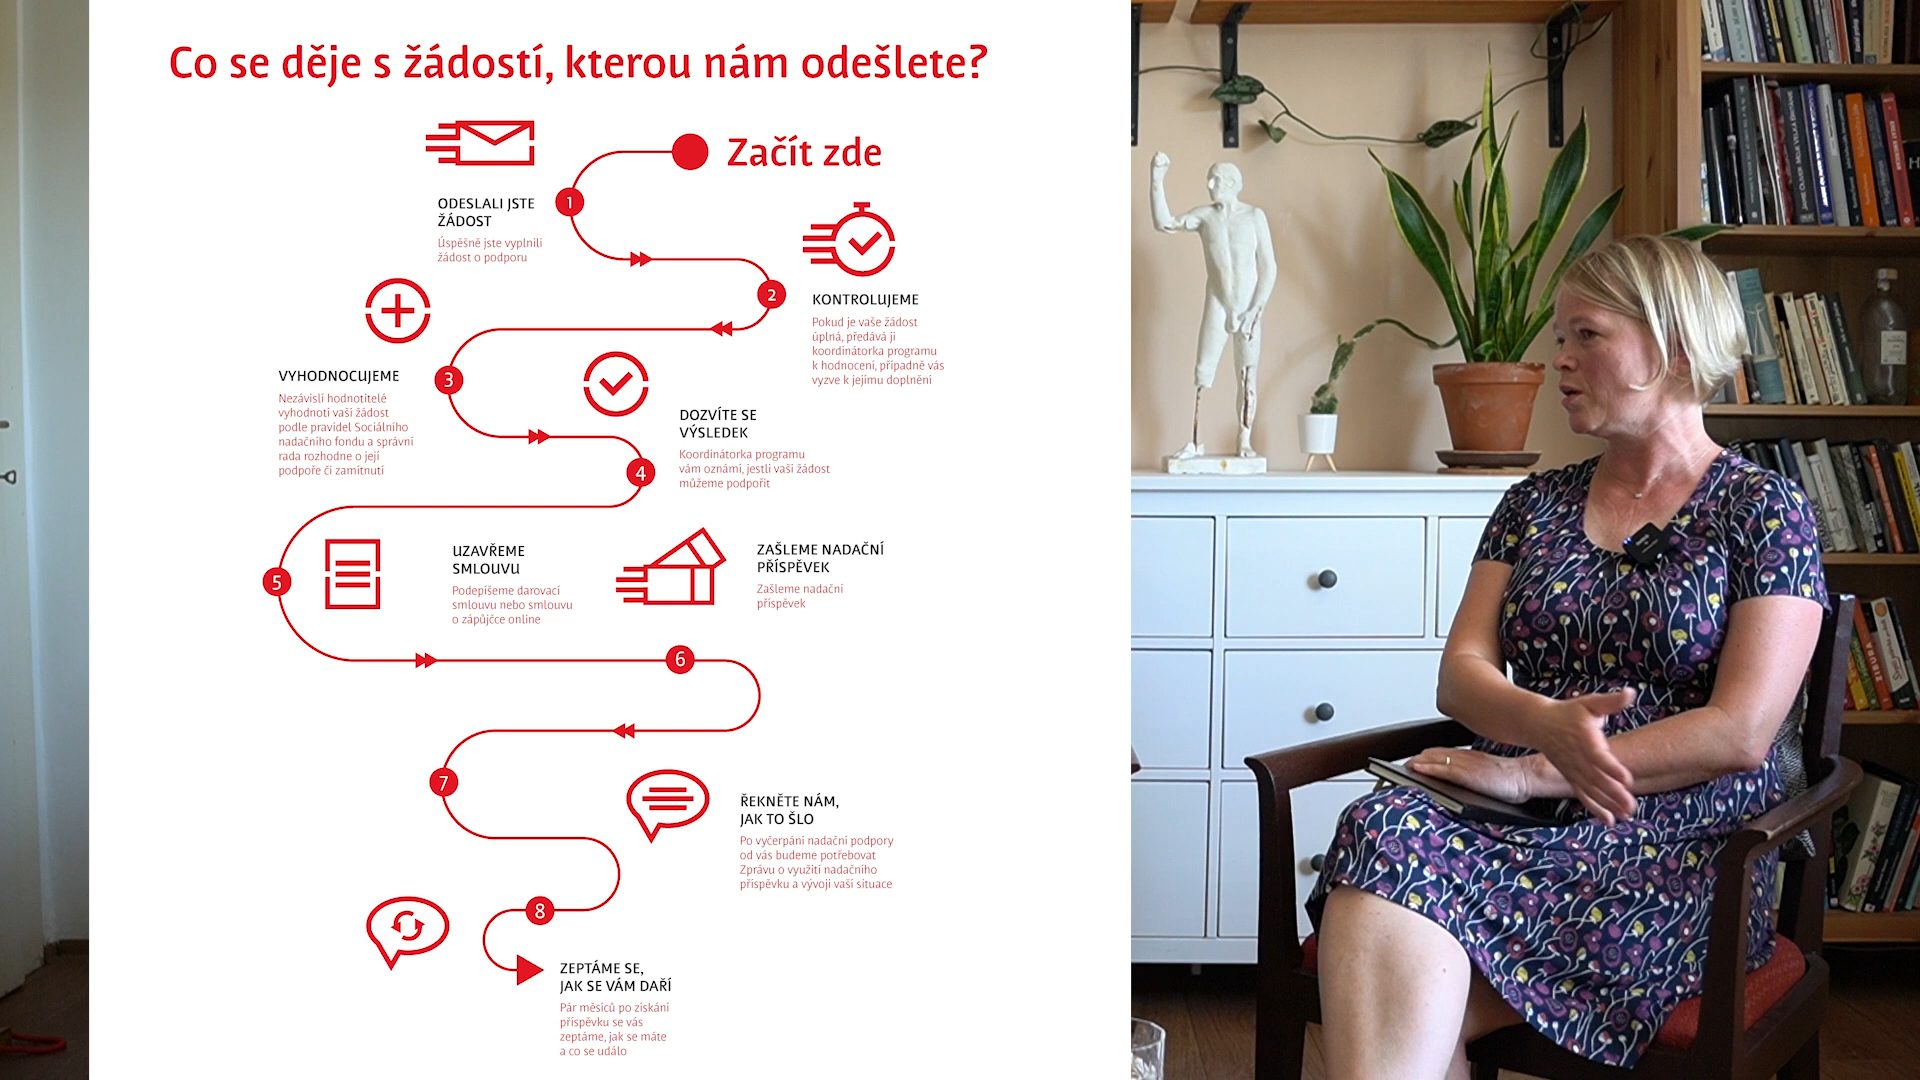 Co se děje s žádostí, kterou nám odešlete?
Začít zde
1
ODESLALI JSTE
ŽÁDOST
Úspěšně jste vyplnili
žádost o podporu
2
KONTROLUJEME
Pokud je vaše žádost
úplná, předává ji
koordinátorka programu
k hodnocení, případně vás
vyzve k jejímu doplnění
3
VYHODNOCUJEME
Nezávislí hodnotitelé
vyhodnotí vaši žádost
podle pravidel Sociálního
nadačního fondu a správní
rada rozhodne o její
podpoře či zamítnutí
4
DOZVÍTE SE
VÝSLEDEK
Koordinátorka programu
vám oznámí, jestli vaši žádost
můžeme podpořit
5
UZAVŘEME
SMLOUVU
Podepíšeme darovací
smlouvu nebo smlouvu
o zápůjčce online
ZAŠLEME NADAČNÍ
PŘÍSPĚVEK
Zašleme nadační
příspěvek
6
7
ŘEKNĚTE NÁM,
JAK TO ŠLO
Po vyčerpání nadační podpory
od vás budeme potřebovat
Zprávu o využití nadačního
příspěvku a vývoji vaší situace
8
ZEPTÁME SE,
JAK SE VÁM DAŘÍ
Pár měsíců po získání
příspěvku se vás
zeptáme, jak se máte
a co se událo